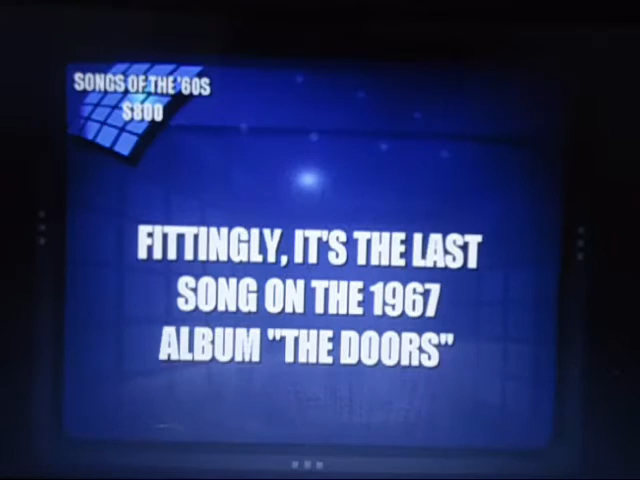 SONGS OF THE '60S
$800
FITTINGLY, IT'S THE LAST
SONG ON THE 1967
ALBUM "THE DOORS"